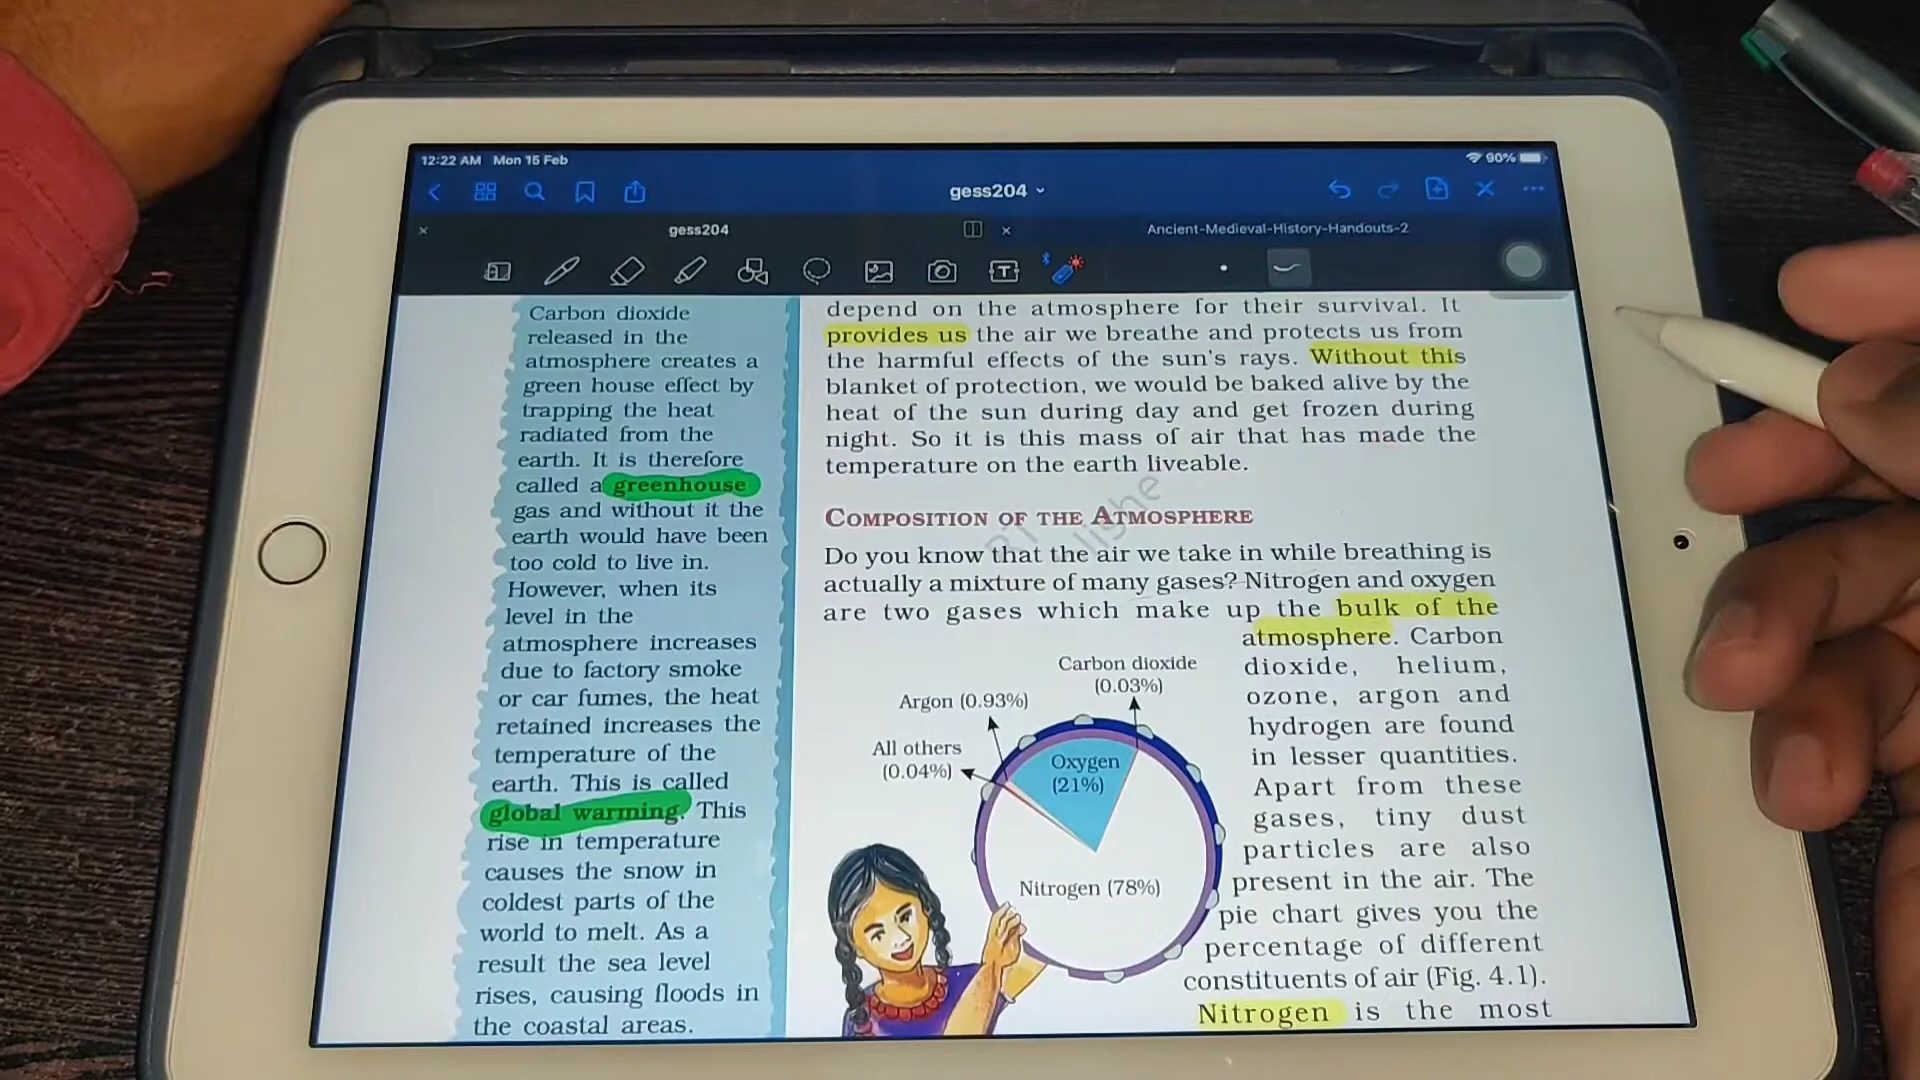 12:22 AM Mon 15 Feb
90%
gess204
gess204
Ancient-Medieval-History-Handouts-2
T
Carbon dioxide
released in the
atmosphere creates a
green house effect by
trapping the heat
radiated from the
earth. It is therefore
called a greenhouse
gas and without it the
earth would have been
too cold to live in.
However, when its
level in the
atmosphere increases
due to factory smoke
or car fumes, the heat
retained increases the
temperature of the
earth. This is called
global warming. This
rise in temperature
causes the snow in
coldest parts of the
world to melt. As a
result the sea level
rises, causing floods in
the coastal areas.
depend on the atmosphere for their survival. It
provides us the air we breathe and protects us from
the harmful effects of the sun's rays. Without this
blanket of protection, we would be baked alive by the
heat of the sun during day and get frozen during
night. So it is this mass of air that has made the
temperature on the earth liveable.
COMPOSITION OF THE ATMOSPHERE
Do you know that the air we take in while breathing is
actually a mixture of many gases? Nitrogen and oxygen
are two gases which make up the bulk of the
atmosphere. Carbon
dioxide, helium,
ozone, argon and
hydrogen are found
in lesser quantities.
Apart from these
gases, tiny dust
particles are also
present in the air. The
pie chart gives you the
percentage of different
constituents of air (Fig. 4.1).
Nitrogen is the most
Carbon dioxide
(0.03%)
Argon (0.93%)
All others
(0.04%)
Oxygen
(21%)
Nitrogen (78%)